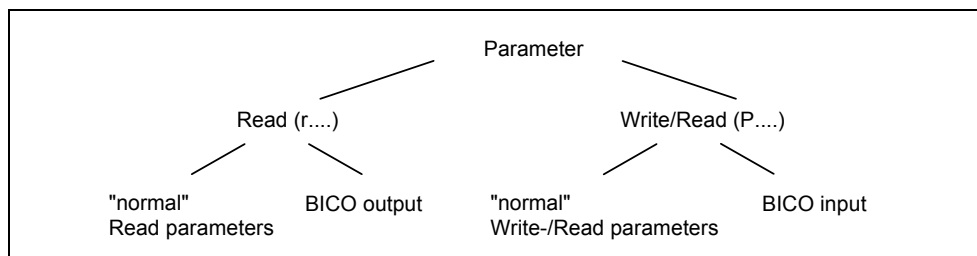 Parameter
Read (r....)
Write/Read (P....)
"normal"
Read parameters
BICO output
"normal"
Write-/Read parameters
BICO input